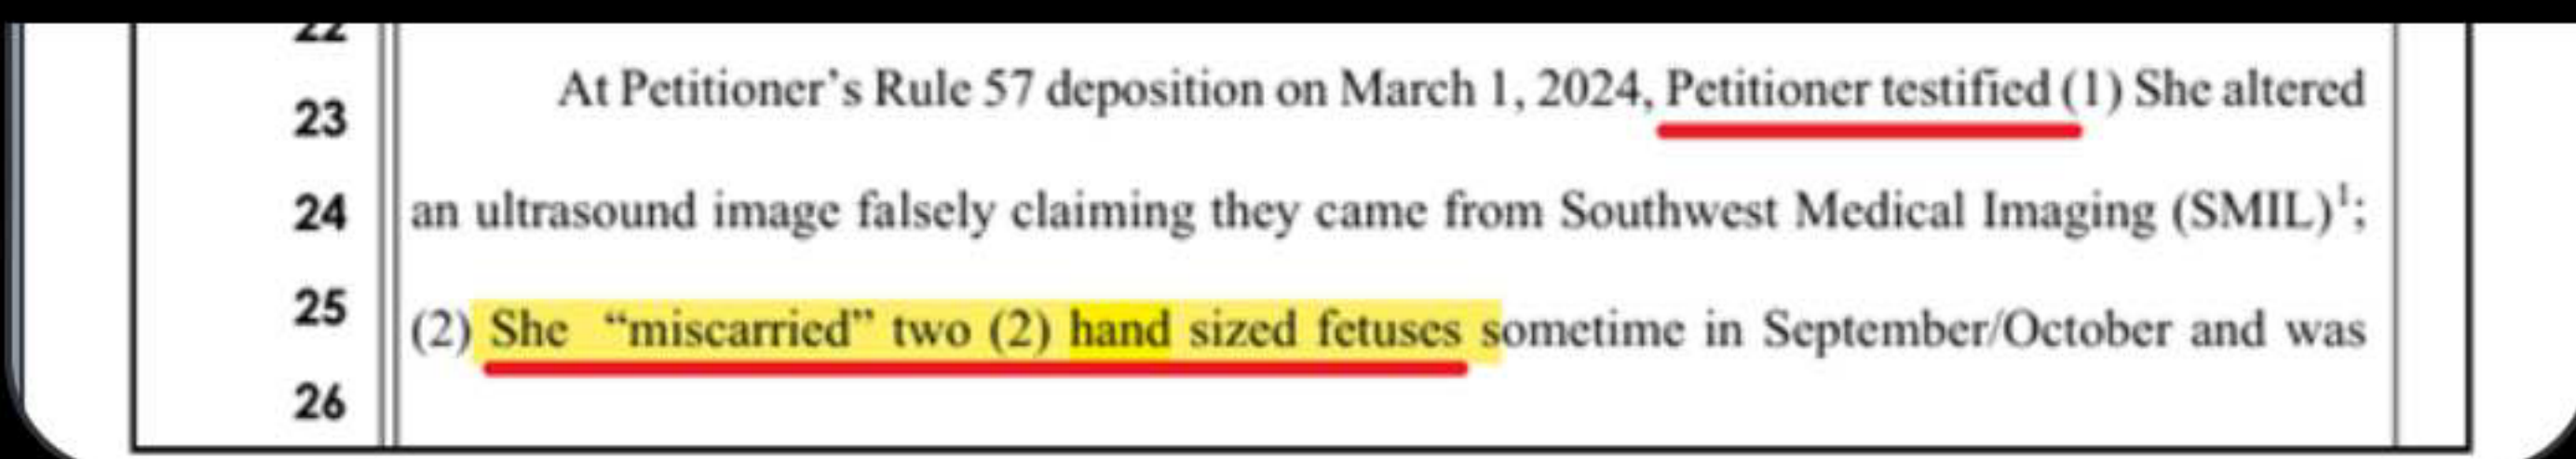 22
At Petitioner's Rule 57 deposition on March 1, 2024, Petitioner testified (1) She altered
23
24 an ultrasound image falsely claiming they came from Southwest Medical Imaging (SMIL)¹;
25 (2) She “miscarried” two (2) hand sized fetuses sometime in September/October and was
26